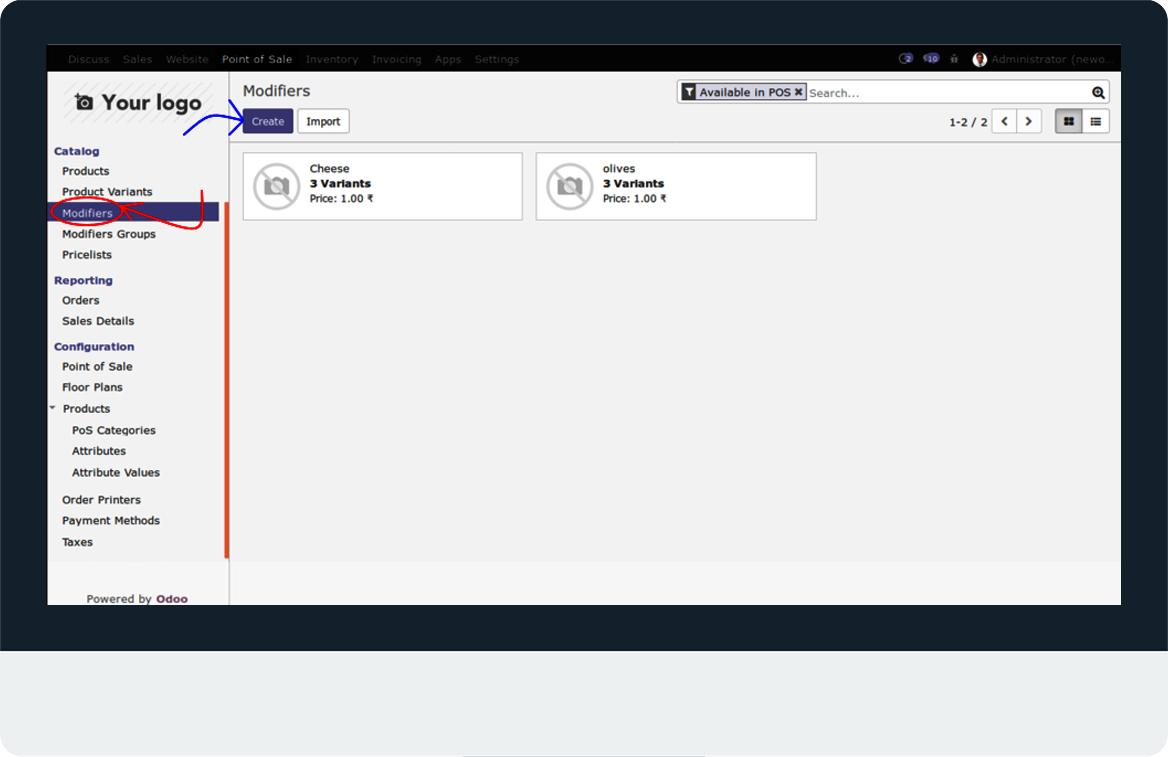 Discuss Sales Website Point of Sale Inventory Invoicing Apps Settings 2 10 Administrator (newo...
Your logo
Modifiers
Available in POS ✖ Search...
Create Import
1-2 / 2
Catalog
Products
Product Variants
Modifiers
Modifiers Groups
Pricelists
Reporting
Orders
Sales Details
Configuration
Point of Sale
Floor Plans
Products
PoS Categories
Attributes
Attribute Values
Order Printers
Payment Methods
Taxes
Powered by Odoo
Cheese
3 Variants
Price: 1.00 ₹
olives
3 Variants
Price: 1.00 ₹